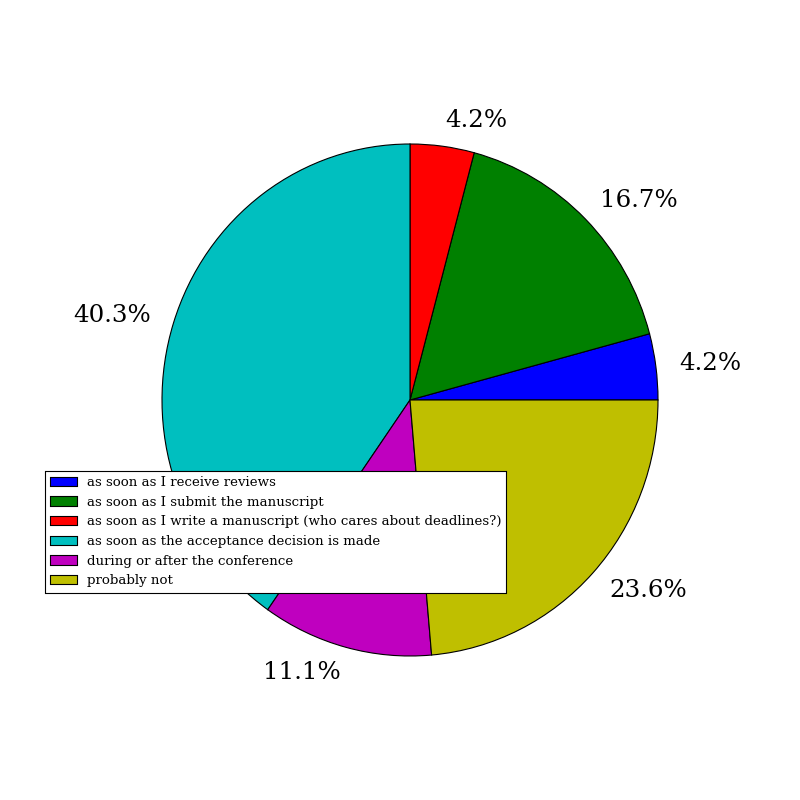 4.2%
16.7%
40.3%
4.2%
as soon as I receive reviews
as soon as I submit the manuscript
as soon as I write a manuscript (who cares about deadlines?)
as soon as the acceptance decision is made
during or after the conference
probably not
23.6%
11.1%